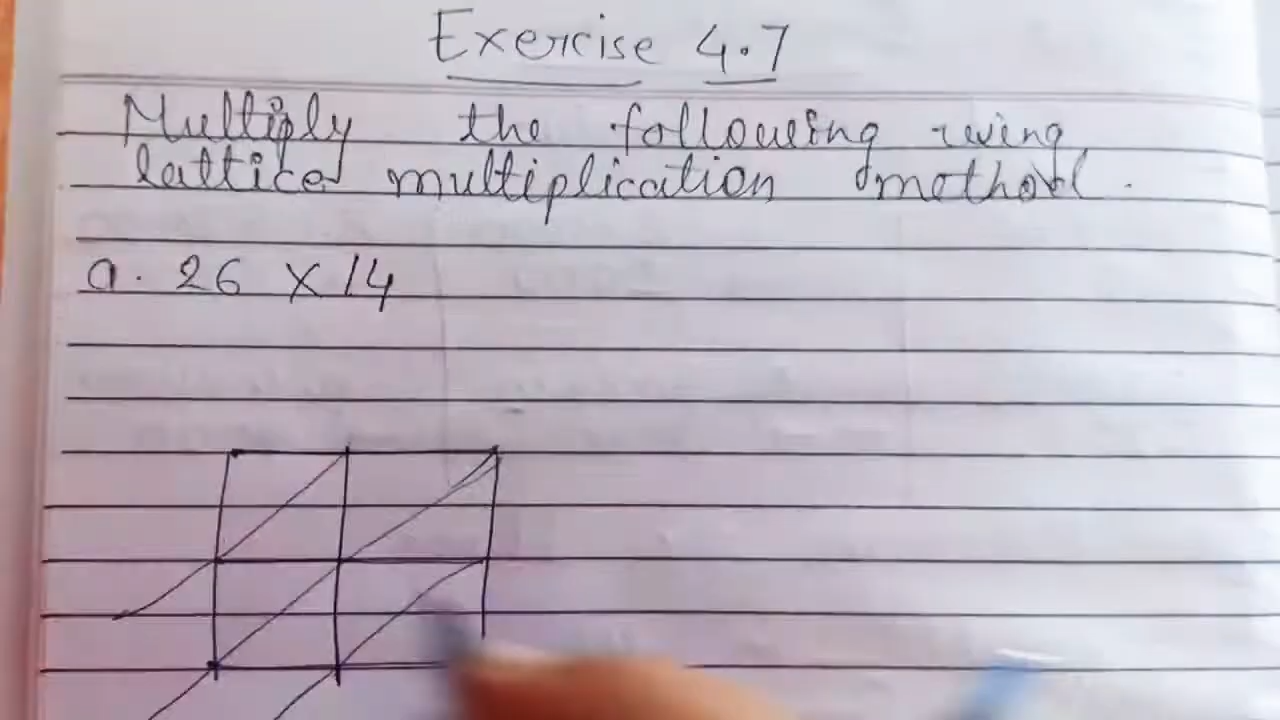 Exercise 4.7
Multiply the following using
lattice multiplication method.
a. 26 X 14